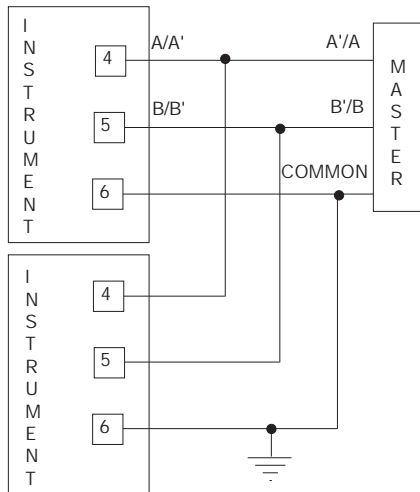 INSTRUMENT
4
A/A'
A'/A
5
B/B'
B'/B
6
COMMON
MASTER
INSTRUMENT
4
5
6